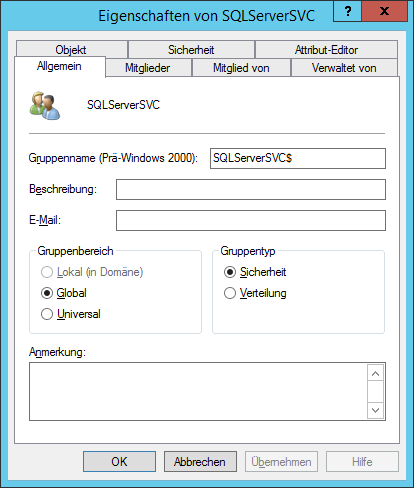 Eigenschaften von SQLServerSVC
? x
Objekt Sicherheit Attribut-Editor
Allgemein Mitglieder Mitglied von Verwaltet von
SQLServerSVC
Gruppenname (Prä-Windows 2000): SQLServerSVC$
Beschreibung:
E-Mail:
Gruppenbereich Gruppentyp
Lokal (in Domäne) Sicherheit
Global Verteilung
Universal
Anmerkung:
OK Abbrechen Übernehmen Hilfe